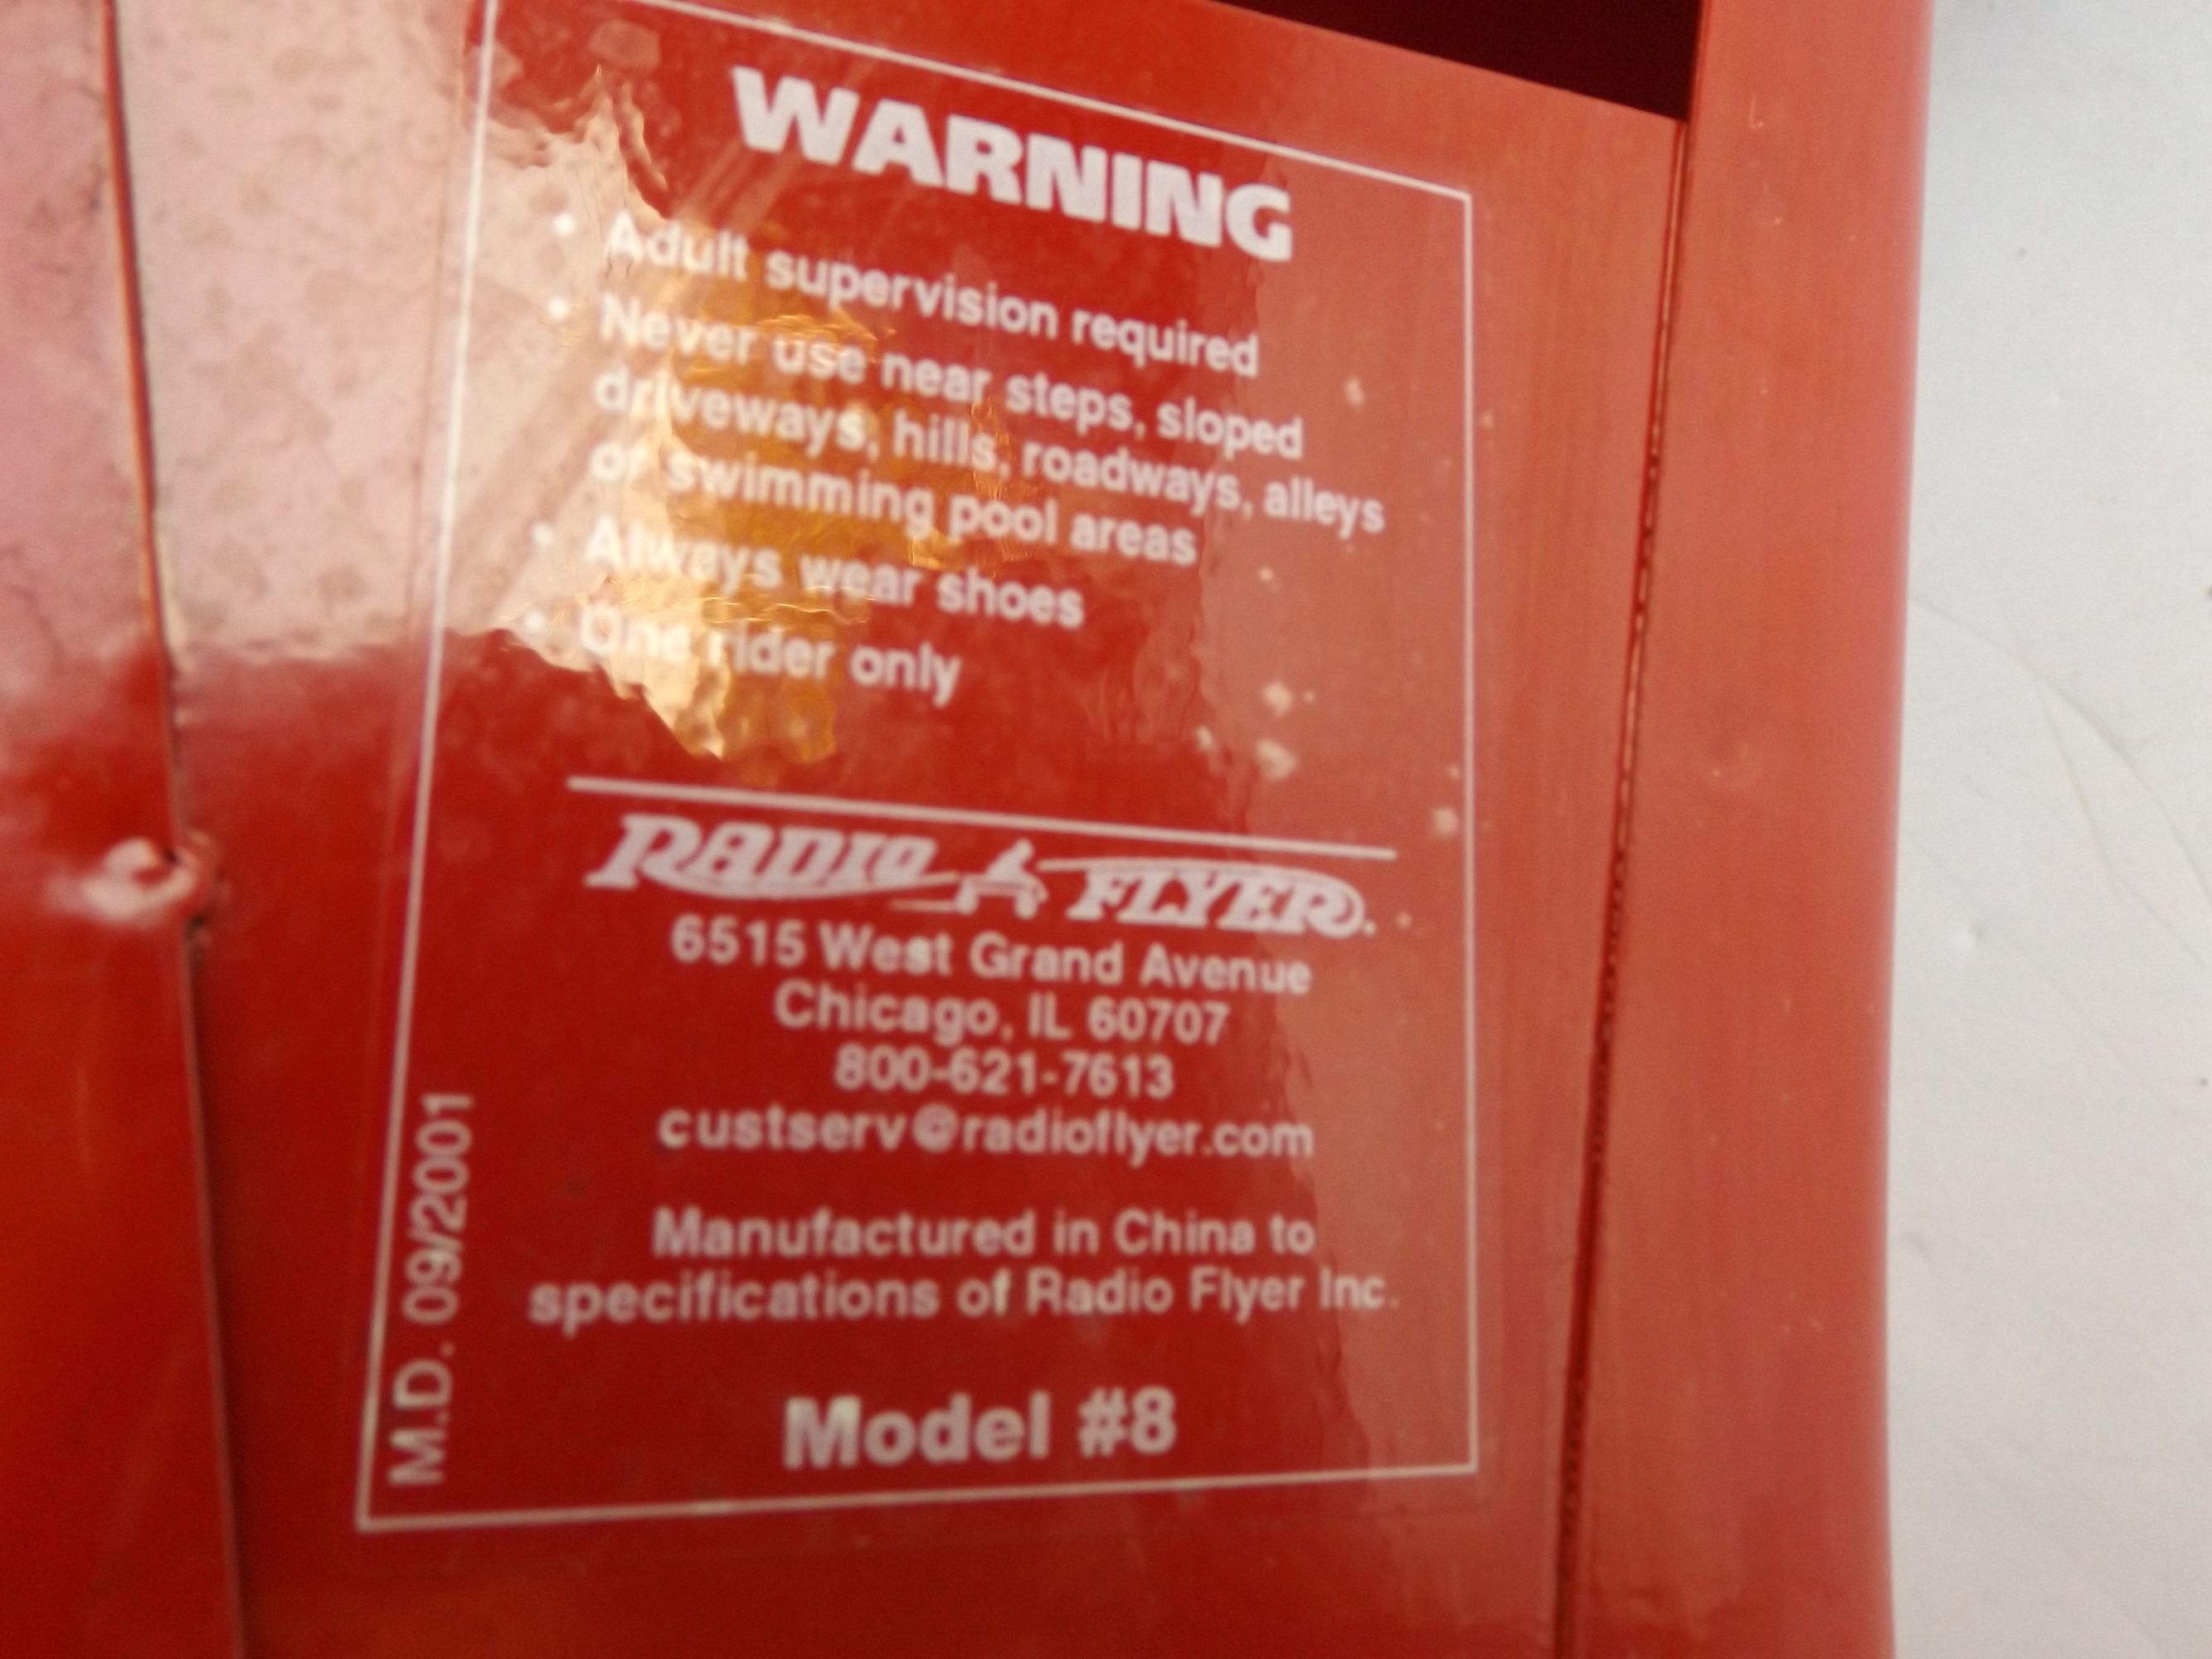 WARNING
• Adult supervision required
• Never use near steps, sloped
driveways, hills, roadways, alleys
or swimming pool areas
• Always wear shoes
• One rider only
RADIO FLYER.
6515 West Grand Avenue
Chicago, IL 60707
800-621-7613
custserv@radioflyer.com
Manufactured in China to
specifications of Radio Flyer Inc.
Model #8
M.D. 09/2001